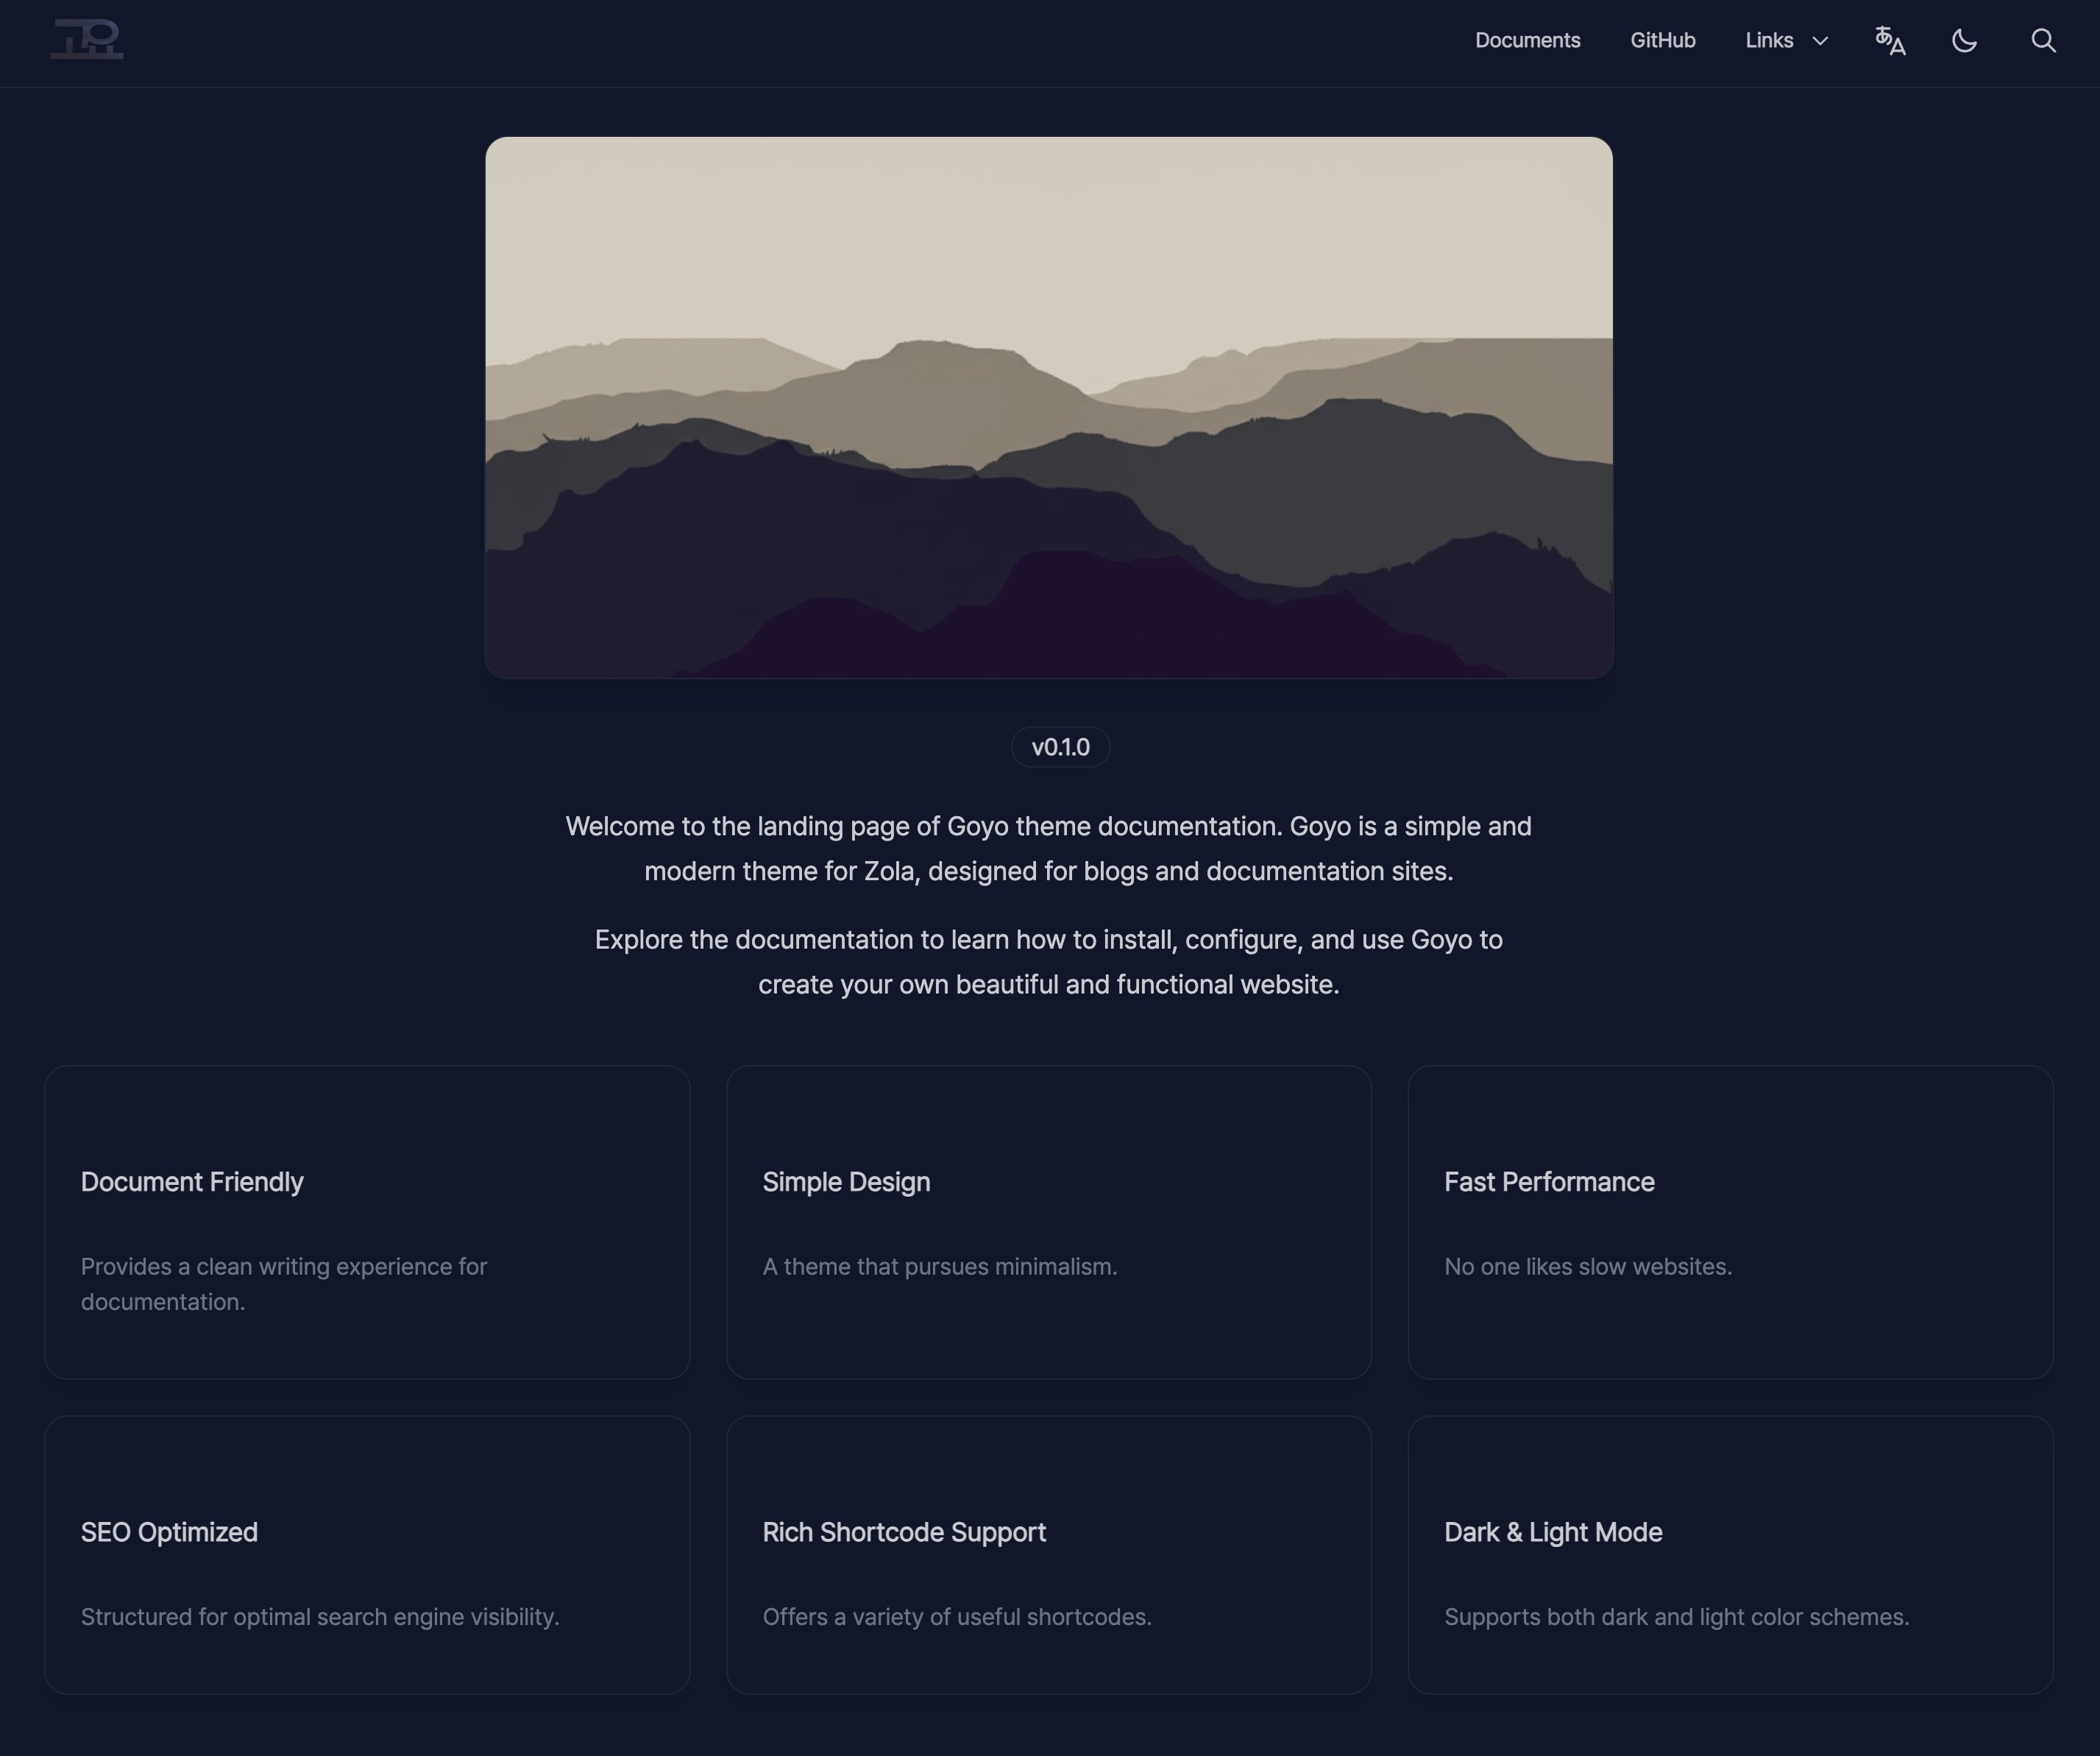 Documents
GitHub
Links
v0.1.0
Welcome to the landing page of Goyo theme documentation. Goyo is a simple and
modern theme for Zola, designed for blogs and documentation sites.
Explore the documentation to learn how to install, configure, and use Goyo to
create your own beautiful and functional website.
Document Friendly
Provides a clean writing experience for
documentation.
Simple Design
A theme that pursues minimalism.
Fast Performance
No one likes slow websites.
SEO Optimized
Structured for optimal search engine visibility.
Rich Shortcode Support
Offers a variety of useful shortcodes.
Dark & Light Mode
Supports both dark and light color schemes.